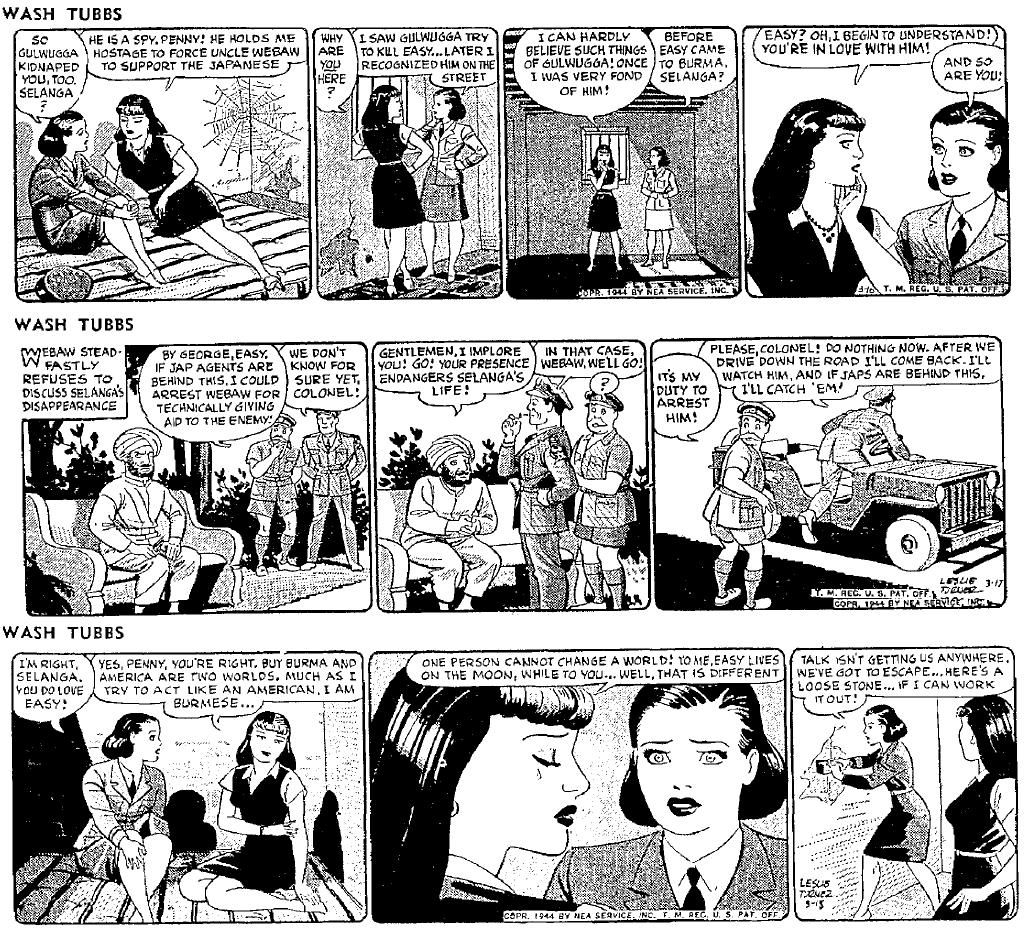 WASH TUBBS
SO
GULWUGGA
KIDNAPED
YOU, TOO,
SELANGA
?
HE IS A SPY, PENNY! HE HOLDS ME
HOSTAGE TO FORCE UNCLE WEBAW
TO SUPPORT THE JAPANESE
WHY
ARE
YOU
HERE
?
I SAW GULWUGGA TRY
TO KILL EASY... LATER I
RECOGNIZED HIM ON THE
STREET
I CAN HARDLY
BELIEVE SUCH THINGS
OF GULWUGGA! ONCE
I WAS VERY FOND
OF HIM!
BEFORE
EASY CAME
TO BURMA,
SELANGA?
COPR. 1944 BY NEA SERVICE, INC.
EASY? OH, I BEGIN TO UNDERSTAND!
YOU'RE IN LOVE WITH HIM!
AND SO
ARE YOU!
3-16 T. M. REG. U. S. PAT. OFF.
WASH TUBBS
WEBAW STEAD-
FASTLY
REFUSES TO
DISCUSS SELANGA'S
DISAPPEARANCE
BY GEORGE, EASY,
IF JAP AGENTS ARE
BEHIND THIS, I COULD
ARREST WEBAW FOR
TECHNICALLY GIVING
AID TO THE ENEMY!
WE DON'T
KNOW FOR
SURE YET,
COLONEL!
GENTLEMEN, I IMPLORE
YOU! GO! YOUR PRESENCE
ENDANGERS SELANGA'S
LIFE!
IN THAT CASE,
WEBAW, WE'LL GO!
?
IT'S MY
DUTY TO
ARREST
HIM!
PLEASE, COLONEL! DO NOTHING NOW. AFTER WE
DRIVE DOWN THE ROAD I'LL COME BACK. I'LL
WATCH HIM, AND IF JAPS ARE BEHIND THIS,
I'LL CATCH 'EM!
LESLIE
TURNER 3-17
T. M. REG. U. S. PAT. OFF.
COPR. 1944 BY NEA SERVICE, INC.
WASH TUBBS
I'M RIGHT,
SELANGA.
YOU DO LOVE
EASY!
YES, PENNY, YOU'RE RIGHT. BUT BURMA AND
AMERICA ARE TWO WORLDS. MUCH AS I
TRY TO ACT LIKE AN AMERICAN, I AM
BURMESE...
ONE PERSON CANNOT CHANGE A WORLD! TO ME, EASY LIVES
ON THE MOON, WHILE TO YOU... WELL, THAT IS DIFFERENT
COPR. 1944 BY NEA SERVICE, INC. T. M. REG. U. S. PAT. OFF.
TALK ISN'T GETTING US ANYWHERE.
WE'VE GOT TO ESCAPE... HERE'S A
LOOSE STONE... IF I CAN WORK
IT OUT!
LESLIE
TURNER
3-18